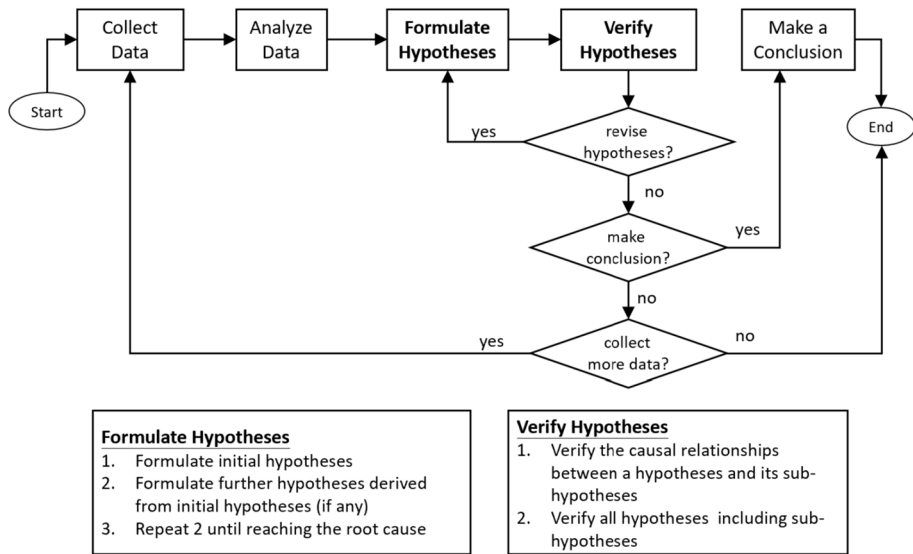 Collect
Data
Analyze
Data
Formulate
Hypotheses
Verify
Hypotheses
Make a
Conclusion
Start
End
yes
revise
hypotheses?
no
make
conclusion?
yes
no
yes
collect
more data?
no
Formulate Hypotheses
1. Formulate initial hypotheses
2. Formulate further hypotheses derived
from initial hypotheses (if any)
3. Repeat 2 until reaching the root cause
Verify Hypotheses
1. Verify the causal relationships
between a hypotheses and its sub-
hypotheses
2. Verify all hypotheses including sub-
hypotheses